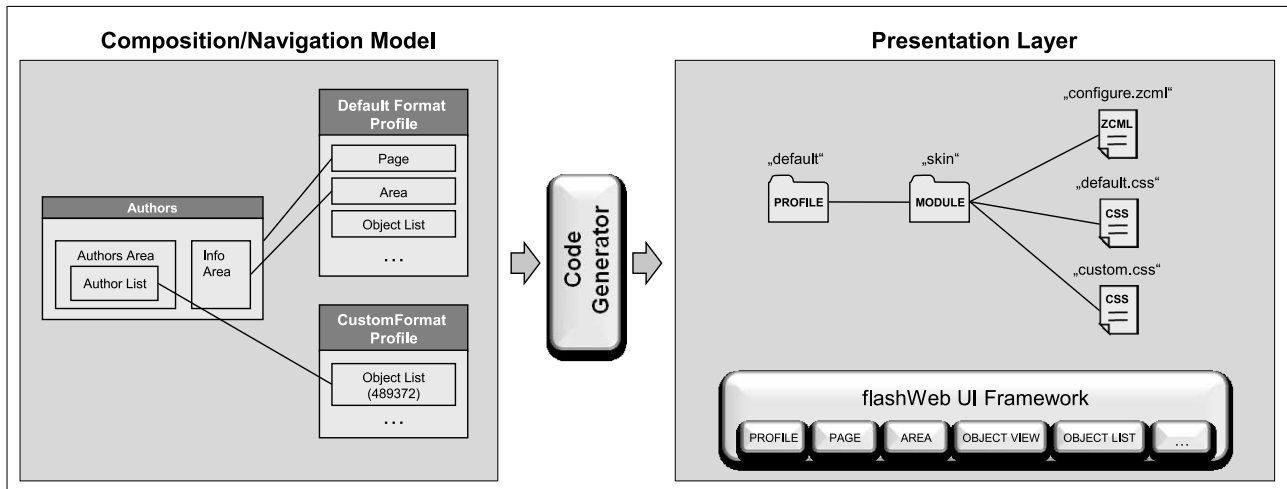 Composition/Navigation Model
Default Format
Profile
Page
Area
Object List
...
Authors
Authors Area
Author List
Info
Area
CustomFormat
Profile
Object List
(489372)
...
Code
Generator
Presentation Layer
„configure.zcml“
ZCML
„default“
PROFILE
„skin“
MODULE
„default.css“
CSS
„custom.css“
CSS
flashWeb UI Framework
PROFILE
PAGE
AREA
OBJECT VIEW
OBJECT LIST
...